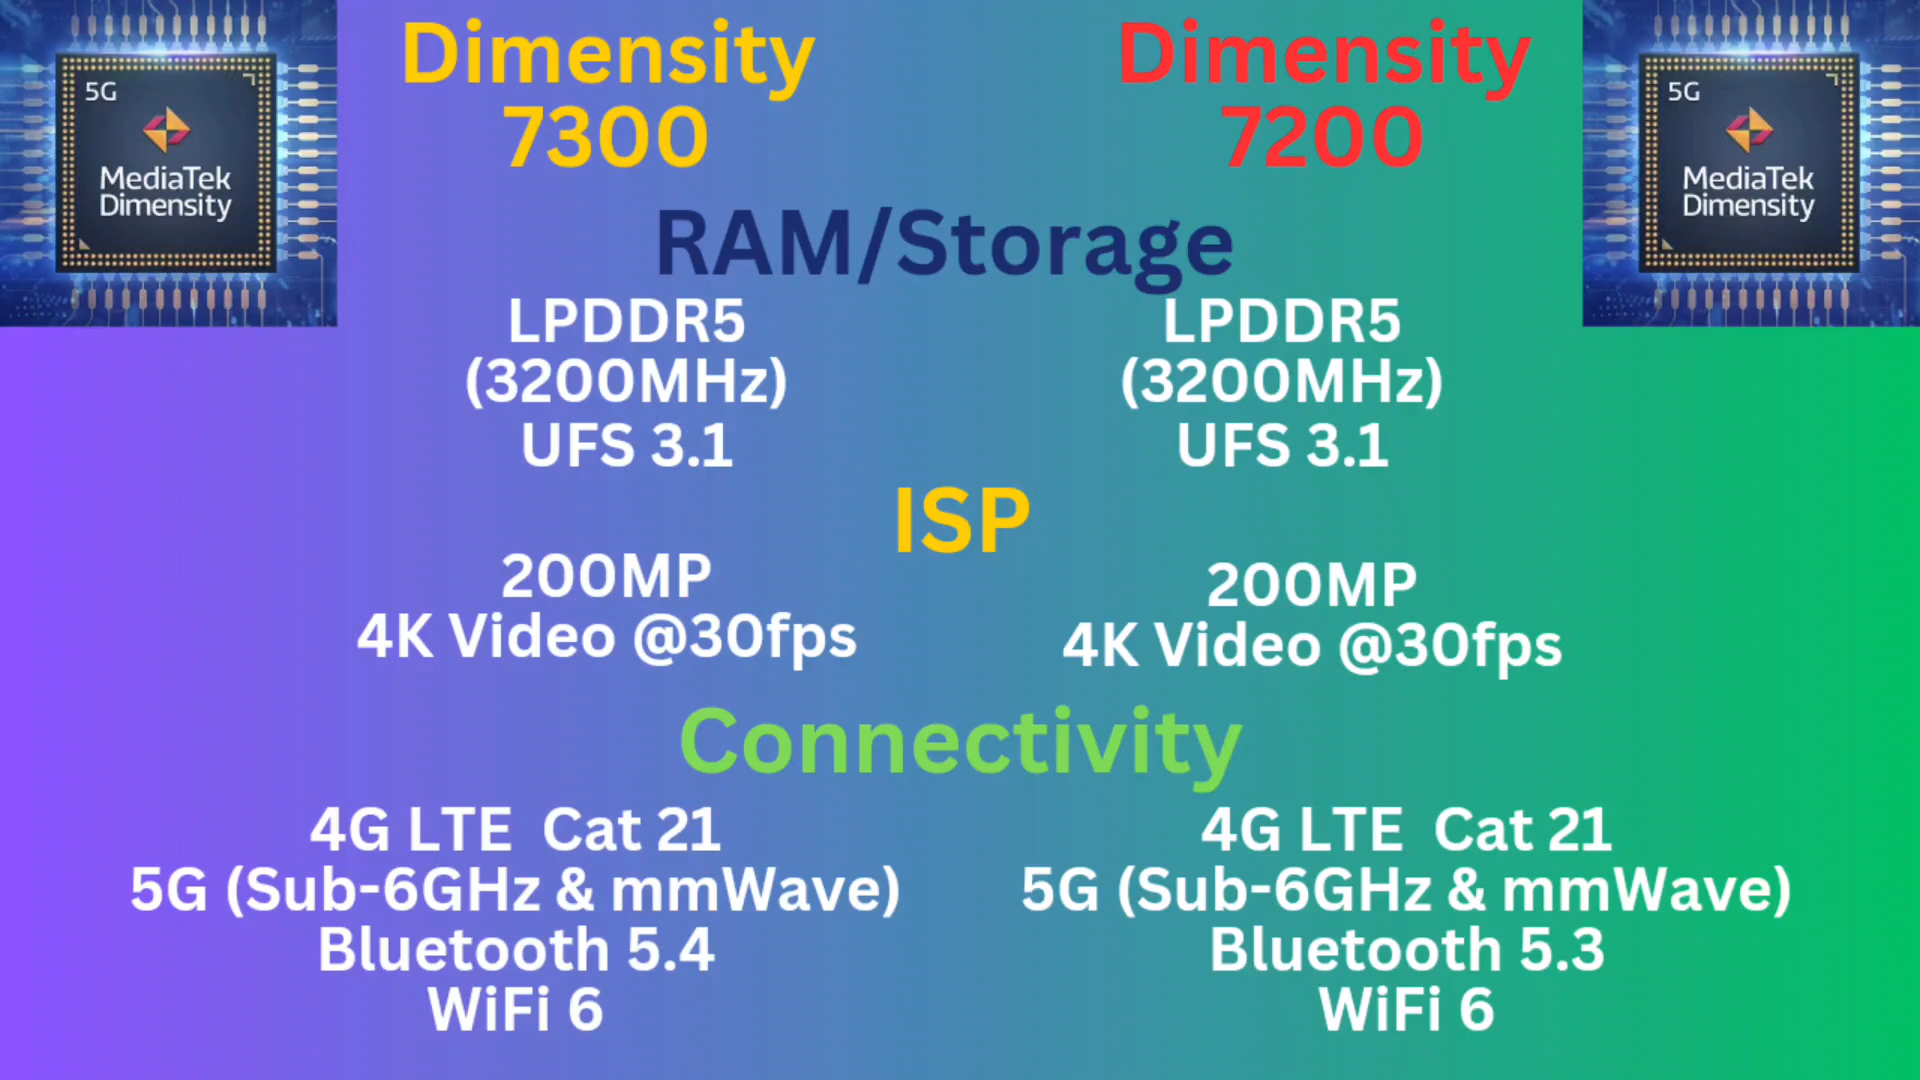 5G
MediaTek
Dimensity
Dimensity
7300
Dimensity
7200
5G
MediaTek
Dimensity
RAM/Storage
LPDDR5
(3200MHz)
UFS 3.1
LPDDR5
(3200MHz)
UFS 3.1
ISP
200MP
4K Video @30fps
200MP
4K Video @30fps
Connectivity
4G LTE  Cat 21
5G (Sub-6GHz & mmWave)
Bluetooth 5.4
WiFi 6
4G LTE  Cat 21
5G (Sub-6GHz & mmWave)
Bluetooth 5.3
WiFi 6